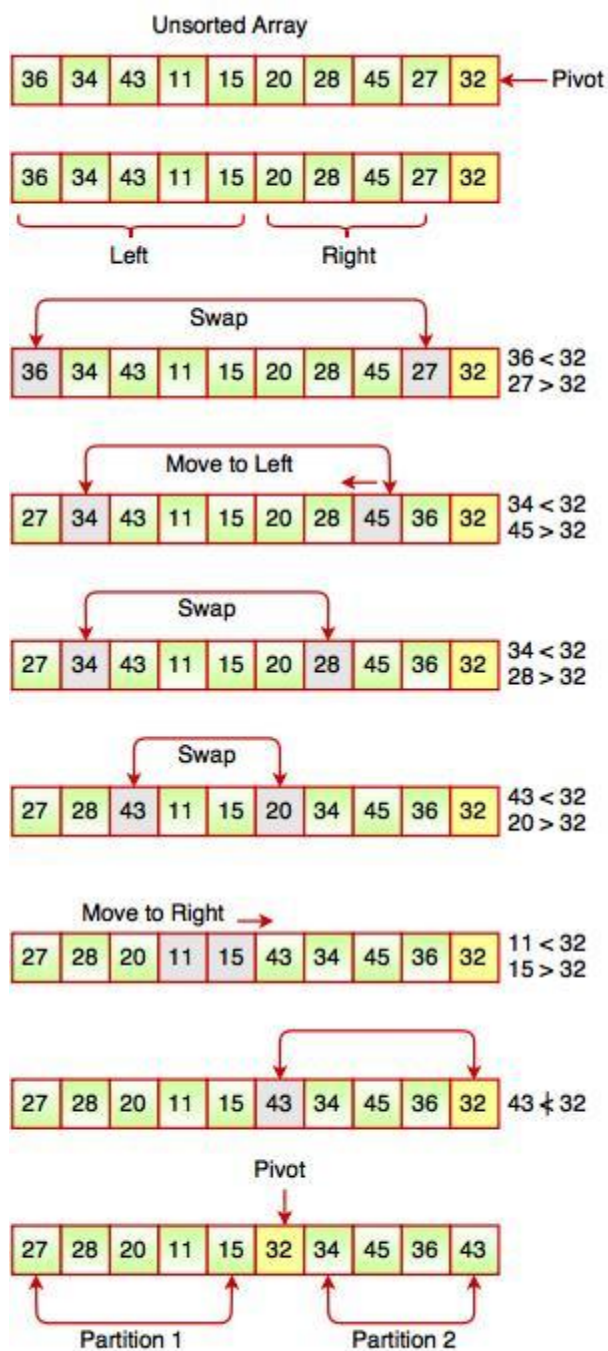 Unsorted Array
36 34 43 11 15 20 28 45 27 32 Pivot
36 34 43 11 15 20 28 45 27 32
Left Right
Swap
36 34 43 11 15 20 28 45 27 32 36 < 32
27 > 32
Move to Left
27 34 43 11 15 20 28 45 36 32 34 < 32
45 > 32
Swap
27 34 43 11 15 20 28 45 36 32 34 < 32
28 > 32
Swap
27 28 43 11 15 20 34 45 36 32 43 < 32
20 > 32
Move to Right
27 28 20 11 15 43 34 45 36 32 11 < 32
15 > 32
27 28 20 11 15 43 34 45 36 32 43 ≮ 32
Pivot
27 28 20 11 15 32 34 45 36 43
Partition 1 Partition 2